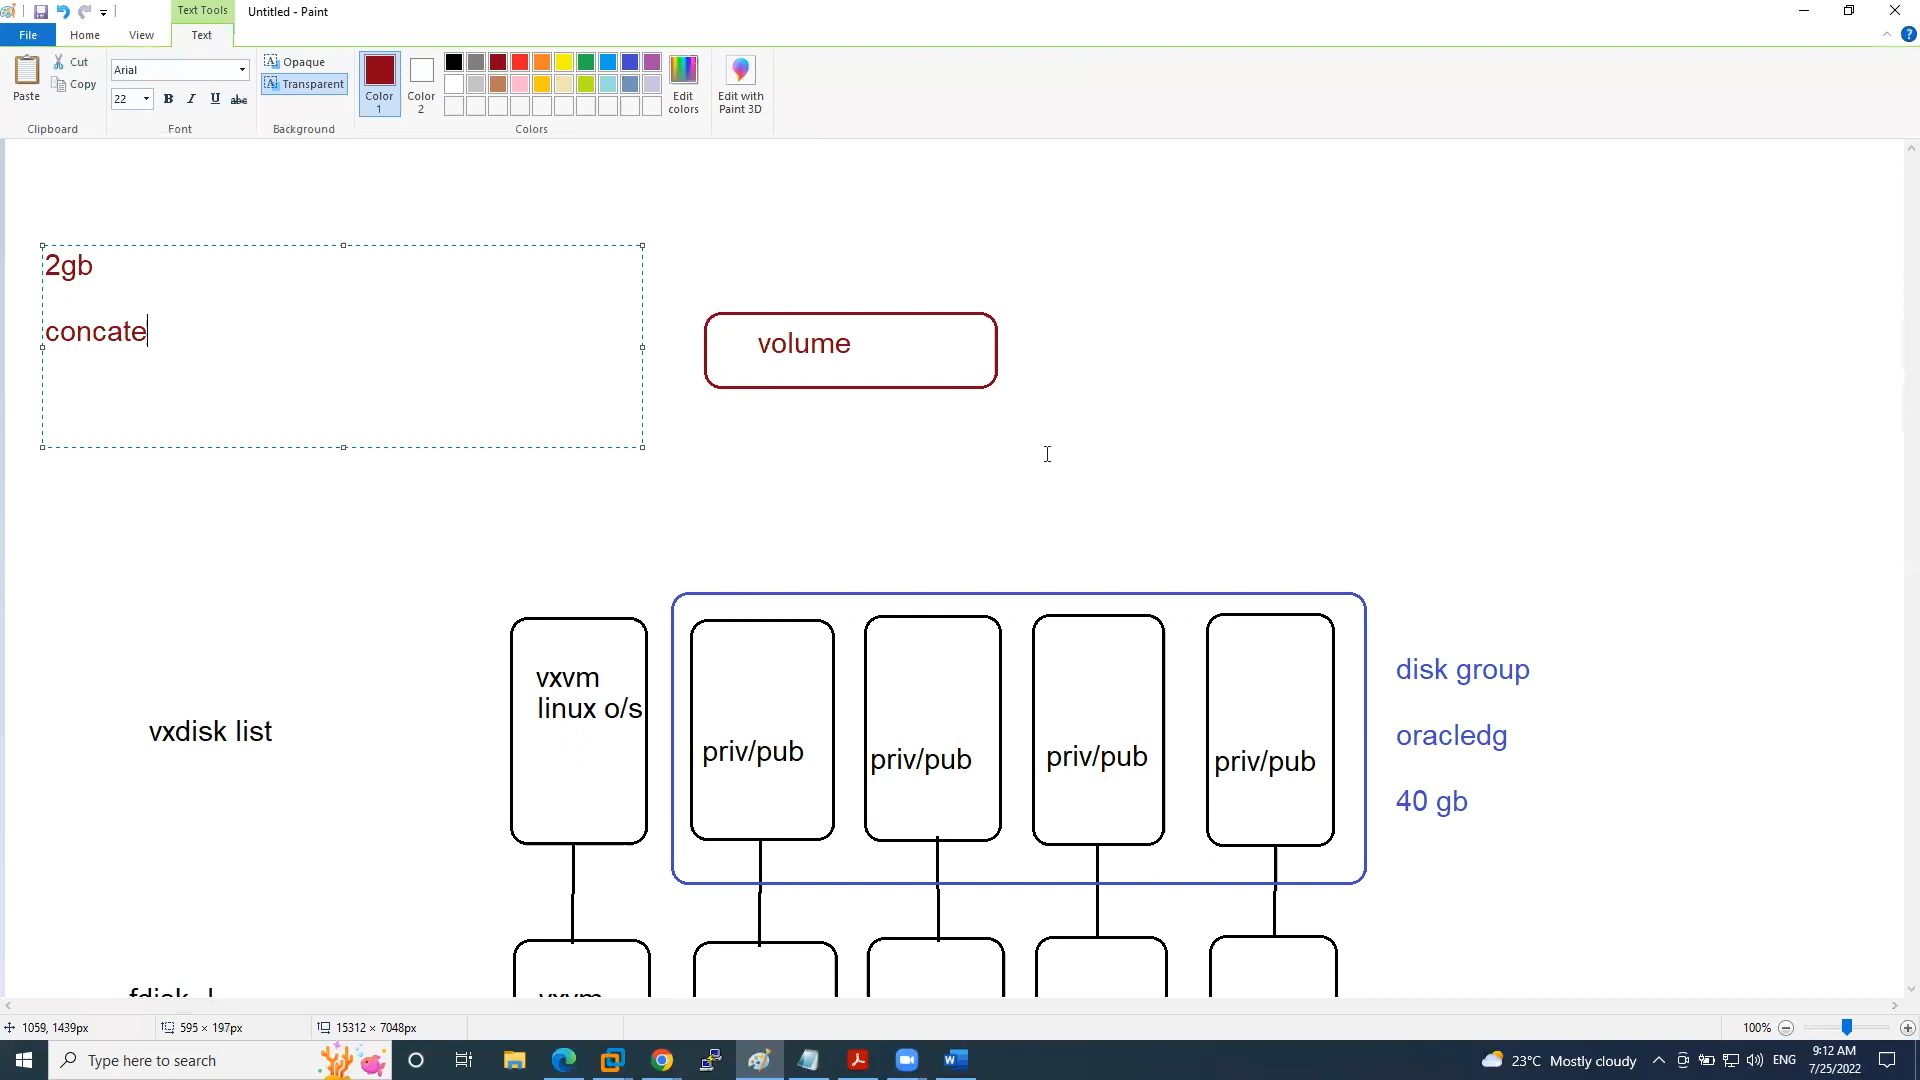 Text Tools
Untitled - Paint
File
Home
View
Text
Paste
Cut
Copy
Clipboard
Arial
22
B I U abc
Font
Opaque
Transparent
Background
Color 1
Color 2
Edit colors
Colors
Edit with Paint 3D
2gb
concate
volume
vxvm
linux o/s
vxdisk list
priv/pub
priv/pub
priv/pub
priv/pub
disk group
oracledg
40 gb
1059, 1439px
595 × 197px
15312 × 7048px
100%
Type here to search
23°C Mostly cloudy
ENG
9:12 AM
7/25/2022